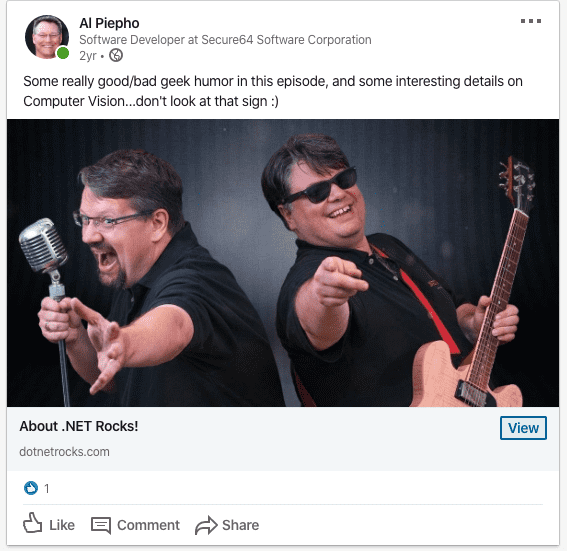 Al Piepho
Software Developer at Secure64 Software Corporation
2yr •
Some really good/bad geek humor in this episode, and some interesting details on
Computer Vision...don't look at that sign :)
About .NET Rocks!
View
dotnetrocks.com
1
Like Comment Share